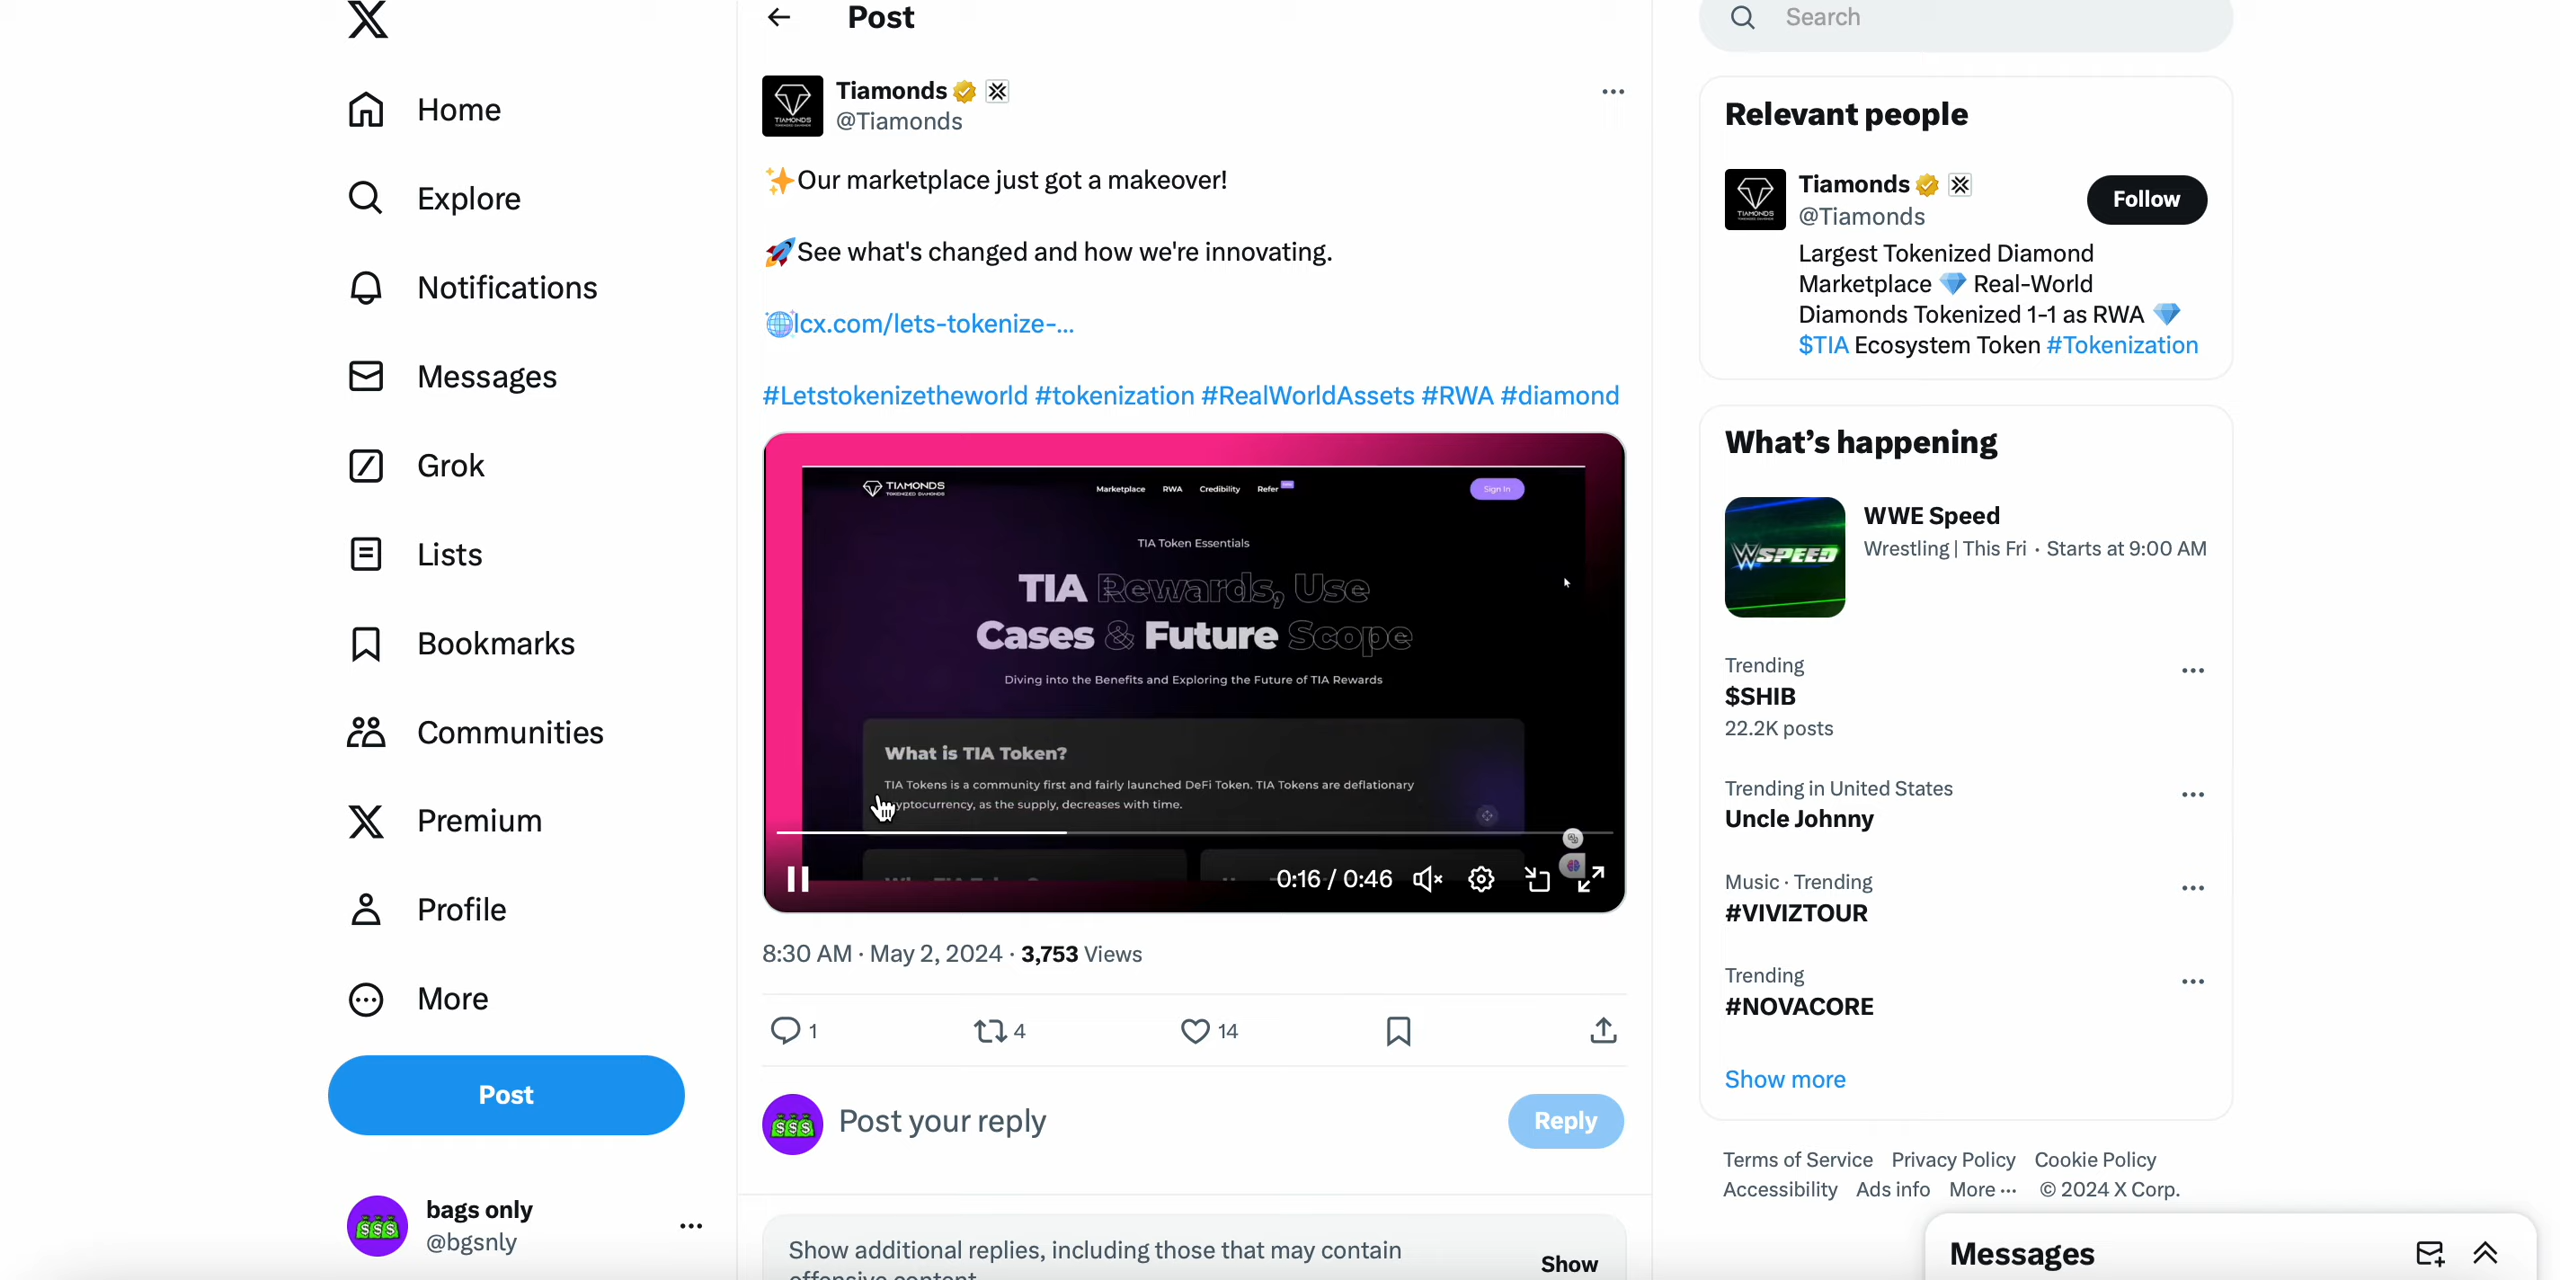 Home
Explore
Notifications
Messages
Grok
Lists
Bookmarks
Communities
Premium
Profile
More
Post
bags only
@bgsnly
Post
Tiamonds
@Tiamonds
✨Our marketplace just got a makeover!
🚀See what's changed and how we're innovating.
lcx.com/lets-tokenize-...
#Letstokenizetheworld #tokenization #RealWorldAssets #RWA #diamond
TIAMONDS
TOKENIZED DIAMONDS
Marketplace RWA Credibility Refer
Sign In
TIA Token Essentials
TIA Rewards, Use
Cases & Future Scope
Diving into the Benefits and Exploring the Future of TIA Rewards
What is TIA Token?
TIA Tokens is a community first and fairly launched DeFi Token. TIA Tokens are deflationary
cryptocurrency, as the supply, decreases with time.
0:16 / 0:46
8:30 AM · May 2, 2024 · 3,753 Views
1 4 14
Post your reply
Reply
Show additional replies, including those that may contain
offensive content
Show
Search
Relevant people
Tiamonds
@Tiamonds
Follow
Largest Tokenized Diamond
Marketplace 💎 Real-World
Diamonds Tokenized 1-1 as RWA 💎
$TIA Ecosystem Token #Tokenization
What's happening
WSPEED
WWE Speed
Wrestling | This Fri · Starts at 9:00 AM
Trending
$SHIB
22.2K posts
Trending in United States
Uncle Johnny
Music · Trending
#VIVIZTOUR
Trending
#NOVACORE
Show more
Terms of Service Privacy Policy Cookie Policy
Accessibility Ads info More ··· © 2024 X Corp.
Messages